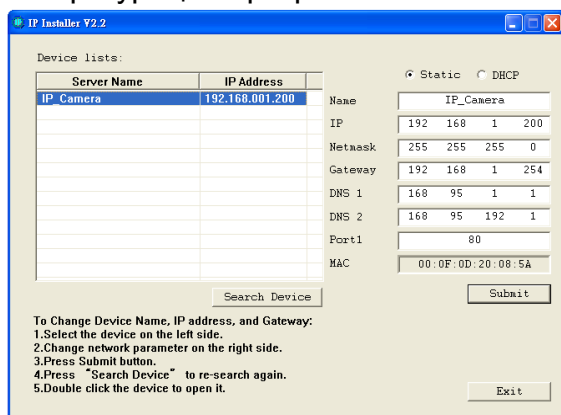 IP Installer V2.2
Device lists:
Server Name IP Address
IP_Camera 192.168.001.200
Static DHCP
Name IP_Camera
IP 192 168 1 200
Netmask 255 255 255 0
Gateway 192 168 1 254
DNS 1 168 95 1 1
DNS 2 168 95 192 1
Port1 80
MAC 00:0F:0D:20:08:5A
Search Device
Submit
To Change Device Name, IP address, and Gateway:
1.Select the device on the left side.
2.Change network parameter on the right side.
3.Press Submit button.
4.Press “Search Device” to re-search again.
5.Double click the device to open it.
Exit